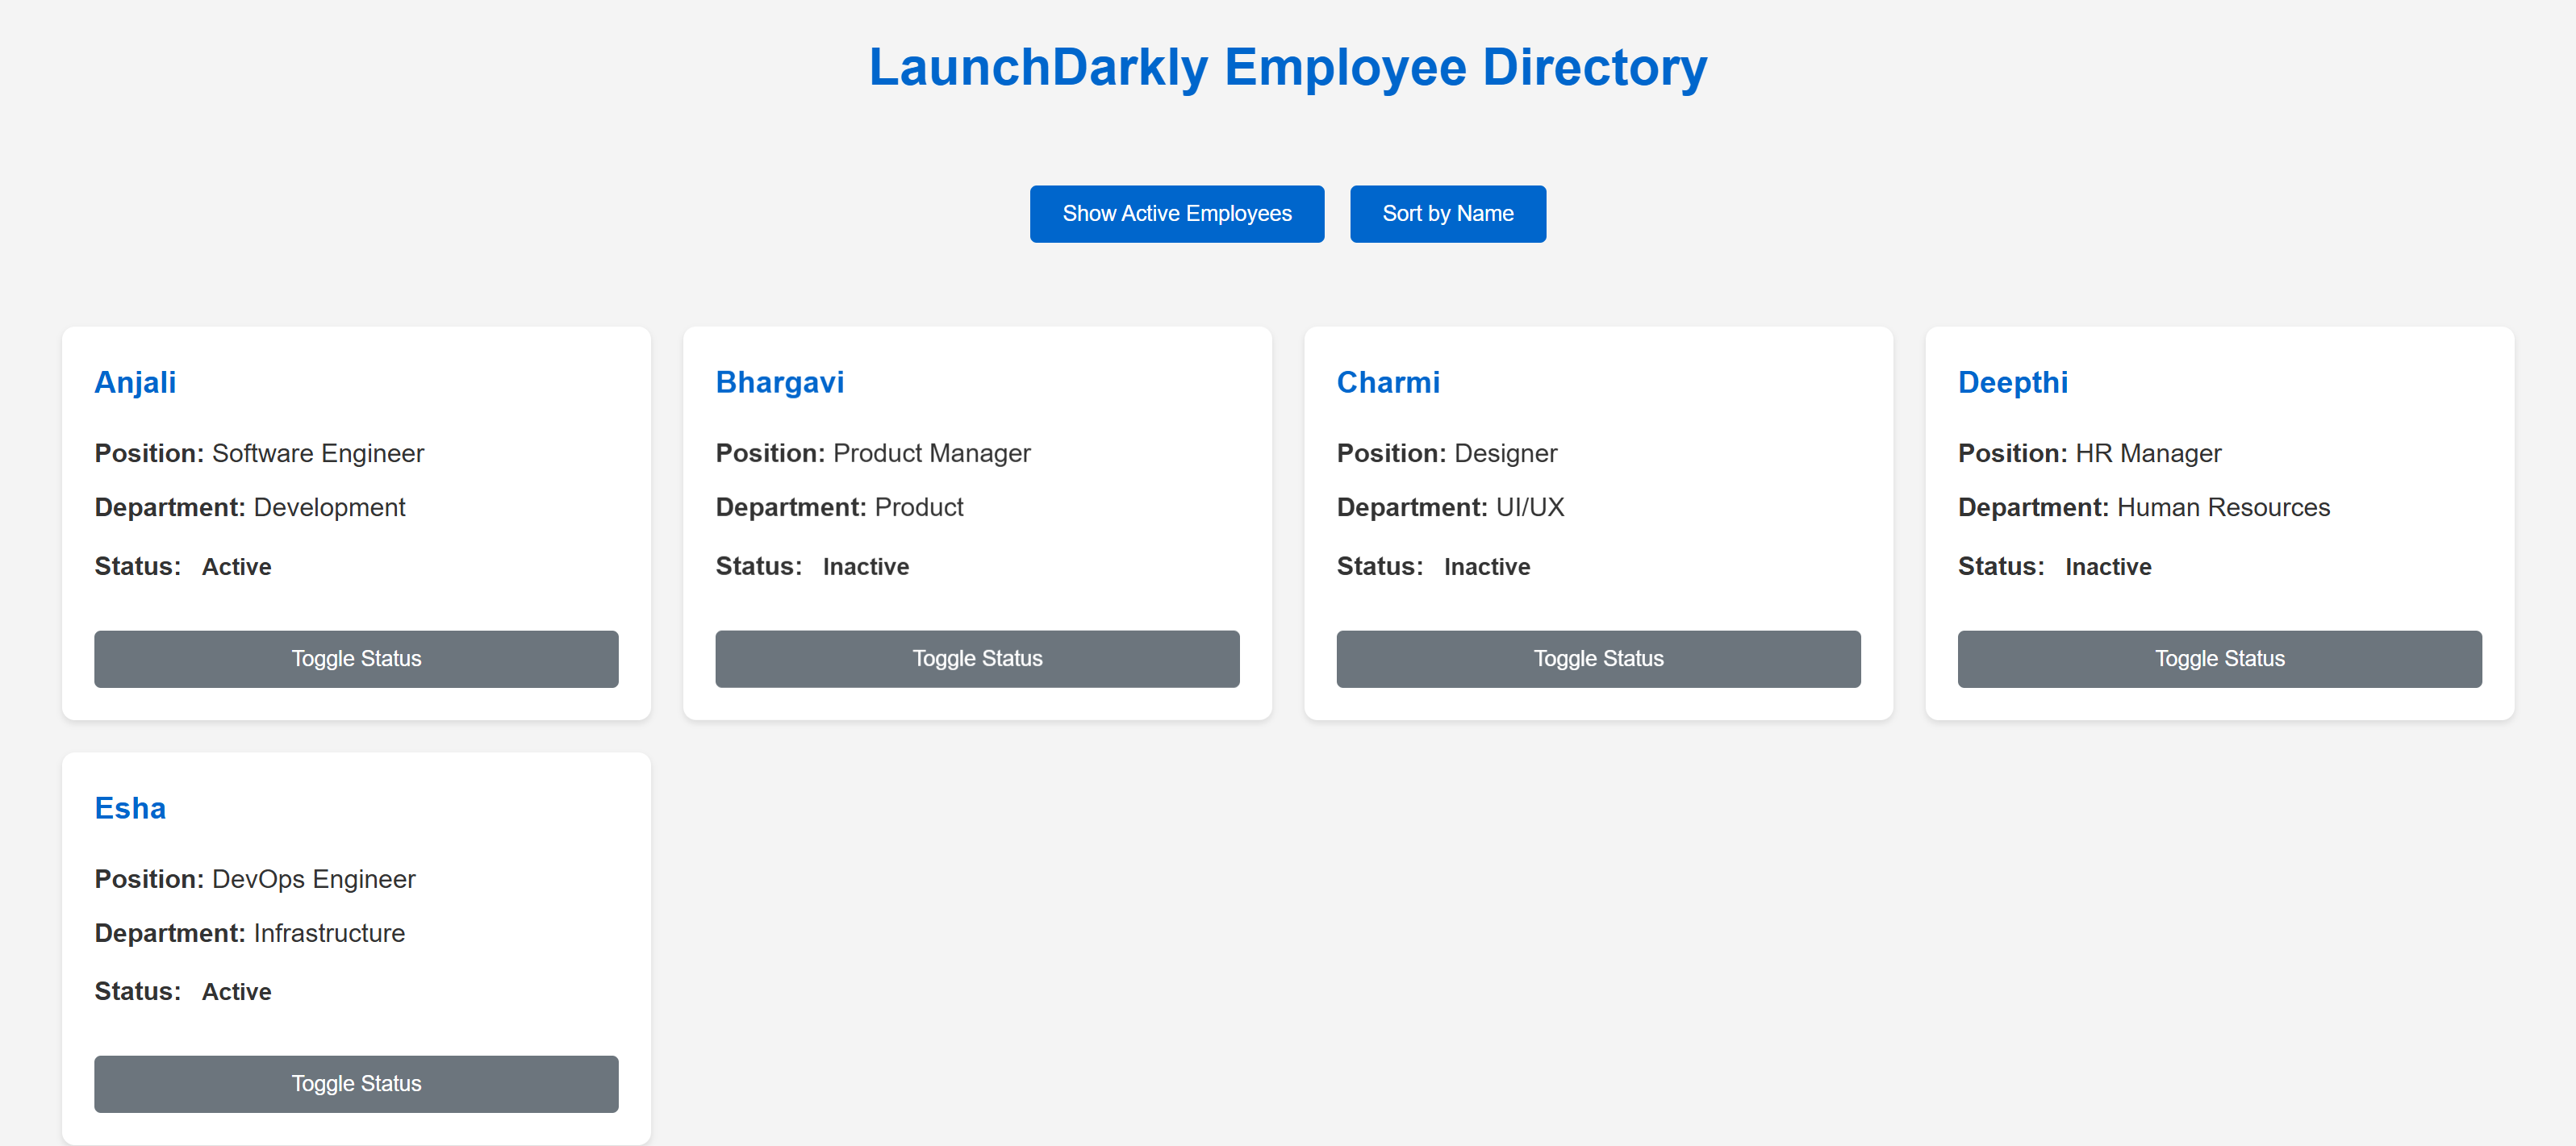 LaunchDarkly Employee Directory
Show Active Employees
Sort by Name
Anjali
Position: Software Engineer
Department: Development
Status: Active
Toggle Status
Bhargavi
Position: Product Manager
Department: Product
Status: Inactive
Toggle Status
Charmi
Position: Designer
Department: UI/UX
Status: Inactive
Toggle Status
Deepthi
Position: HR Manager
Department: Human Resources
Status: Inactive
Toggle Status
Esha
Position: DevOps Engineer
Department: Infrastructure
Status: Active
Toggle Status